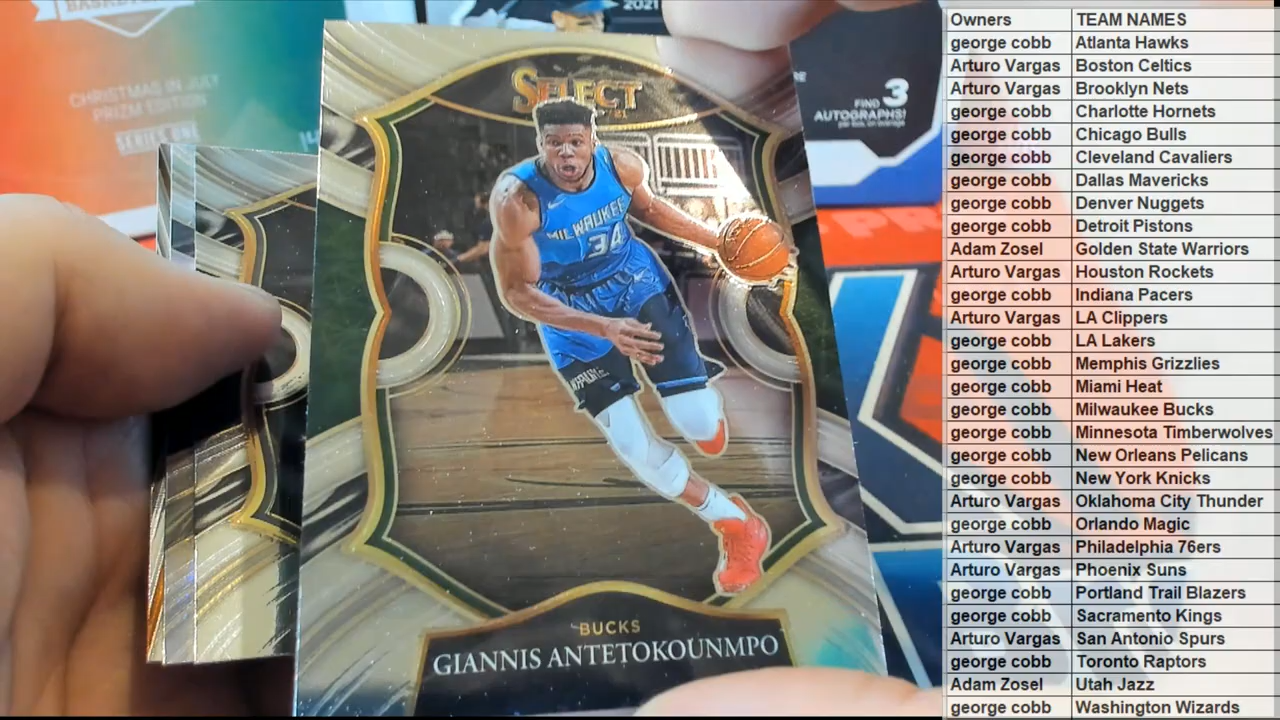 BASKETBALL
CHRISTMAS IN JULY
PRIZM EDITION
SERIES ONE
2021
FIND 3
AUTOGRAPHS!
per box, on average
SELECT
MILWAUKEE
34
BUCKS
GIANNIS ANTETOKOUNMPO
Owners TEAM NAMES
george cobb Atlanta Hawks
Arturo Vargas Boston Celtics
Arturo Vargas Brooklyn Nets
george cobb Charlotte Hornets
george cobb Chicago Bulls
george cobb Cleveland Cavaliers
george cobb Dallas Mavericks
george cobb Denver Nuggets
george cobb Detroit Pistons
Adam Zosel Golden State Warriors
Arturo Vargas Houston Rockets
george cobb Indiana Pacers
Arturo Vargas LA Clippers
george cobb LA Lakers
george cobb Memphis Grizzlies
george cobb Miami Heat
george cobb Milwaukee Bucks
george cobb Minnesota Timberwolves
george cobb New Orleans Pelicans
george cobb New York Knicks
Arturo Vargas Oklahoma City Thunder
george cobb Orlando Magic
Arturo Vargas Philadelphia 76ers
Arturo Vargas Phoenix Suns
george cobb Portland Trail Blazers
george cobb Sacramento Kings
Arturo Vargas San Antonio Spurs
george cobb Toronto Raptors
Adam Zosel Utah Jazz
george cobb Washington Wizards